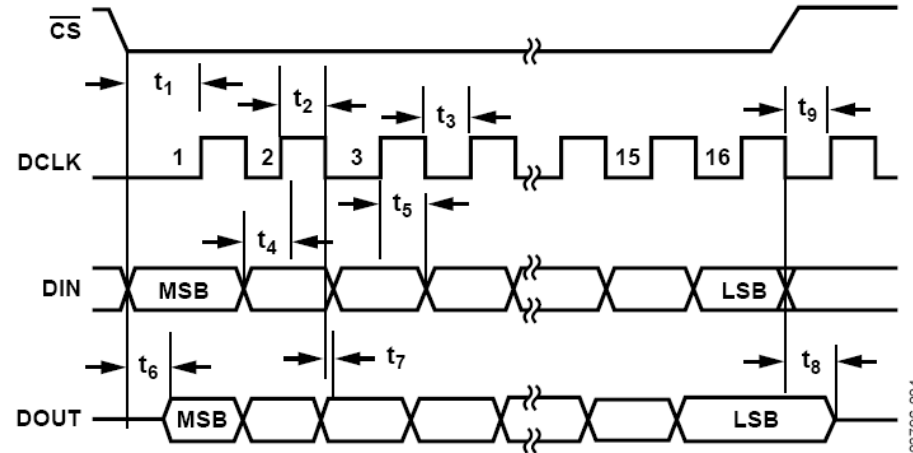 CS
t1 t2 t3 t9
DCLK 1 2 3 15 16
t4 t5
DIN MSB LSB
t6 t7 t8
DOUT MSB LSB